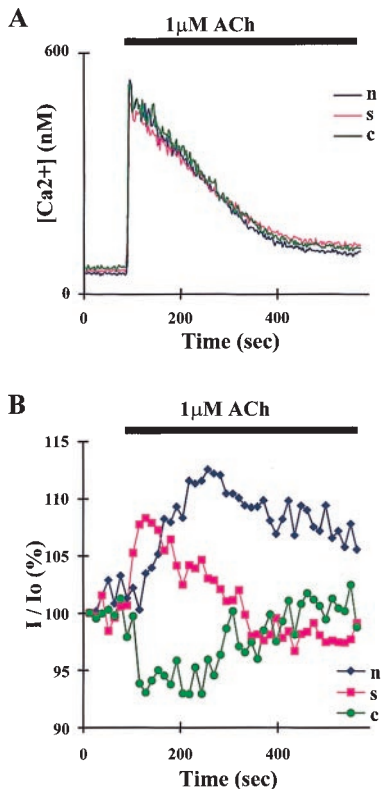 A
1μM ACh
600
n
s
c
[Ca2+] (nM)
0
0 200 400
Time (sec)
B
1μM ACh
115
110
105
100
95
90
I / Io (%)
n
s
c
0 200 400
Time (sec)